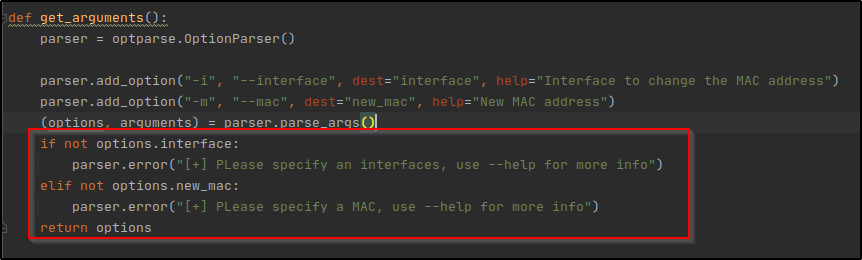 def get_arguments():
    parser = optparse.OptionParser()

    parser.add_option("-i", "--interface", dest="interface", help="Interface to change the MAC address")
    parser.add_option("-m", "--mac", dest="new_mac", help="New MAC address")
    (options, arguments) = parser.parse_args()
    if not options.interface:
        parser.error("[+] PLease specify an interfaces, use --help for more info")
    elif not options.new_mac:
        parser.error("[+] PLease specify a MAC, use --help for more info")
    return options